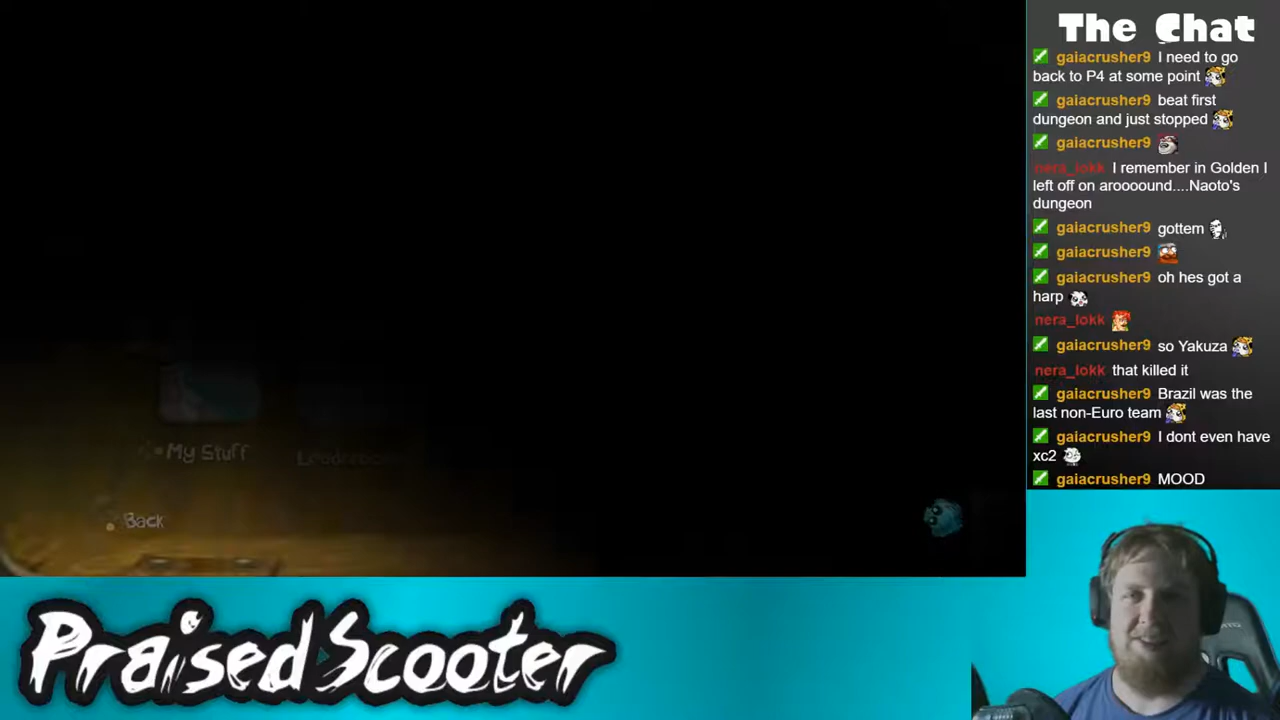 The Chat
gaiacrusher9 I need to go
back to P4 at some point
gaiacrusher9 beat first
dungeon and just stopped
gaiacrusher9
nera_lokk I remember in Golden I
left off on aroooound....Naoto's
dungeon
gaiacrusher9 gottem
gaiacrusher9
gaiacrusher9 oh hes got a
harp
nera_lokk
gaiacrusher9 so Yakuza
nera_lokk that killed it
gaiacrusher9 Brazil was the
last non-Euro team
gaiacrusher9 I dont even have
xc2
gaiacrusher9 MOOD
My Stuff
Back
PraisedScooter